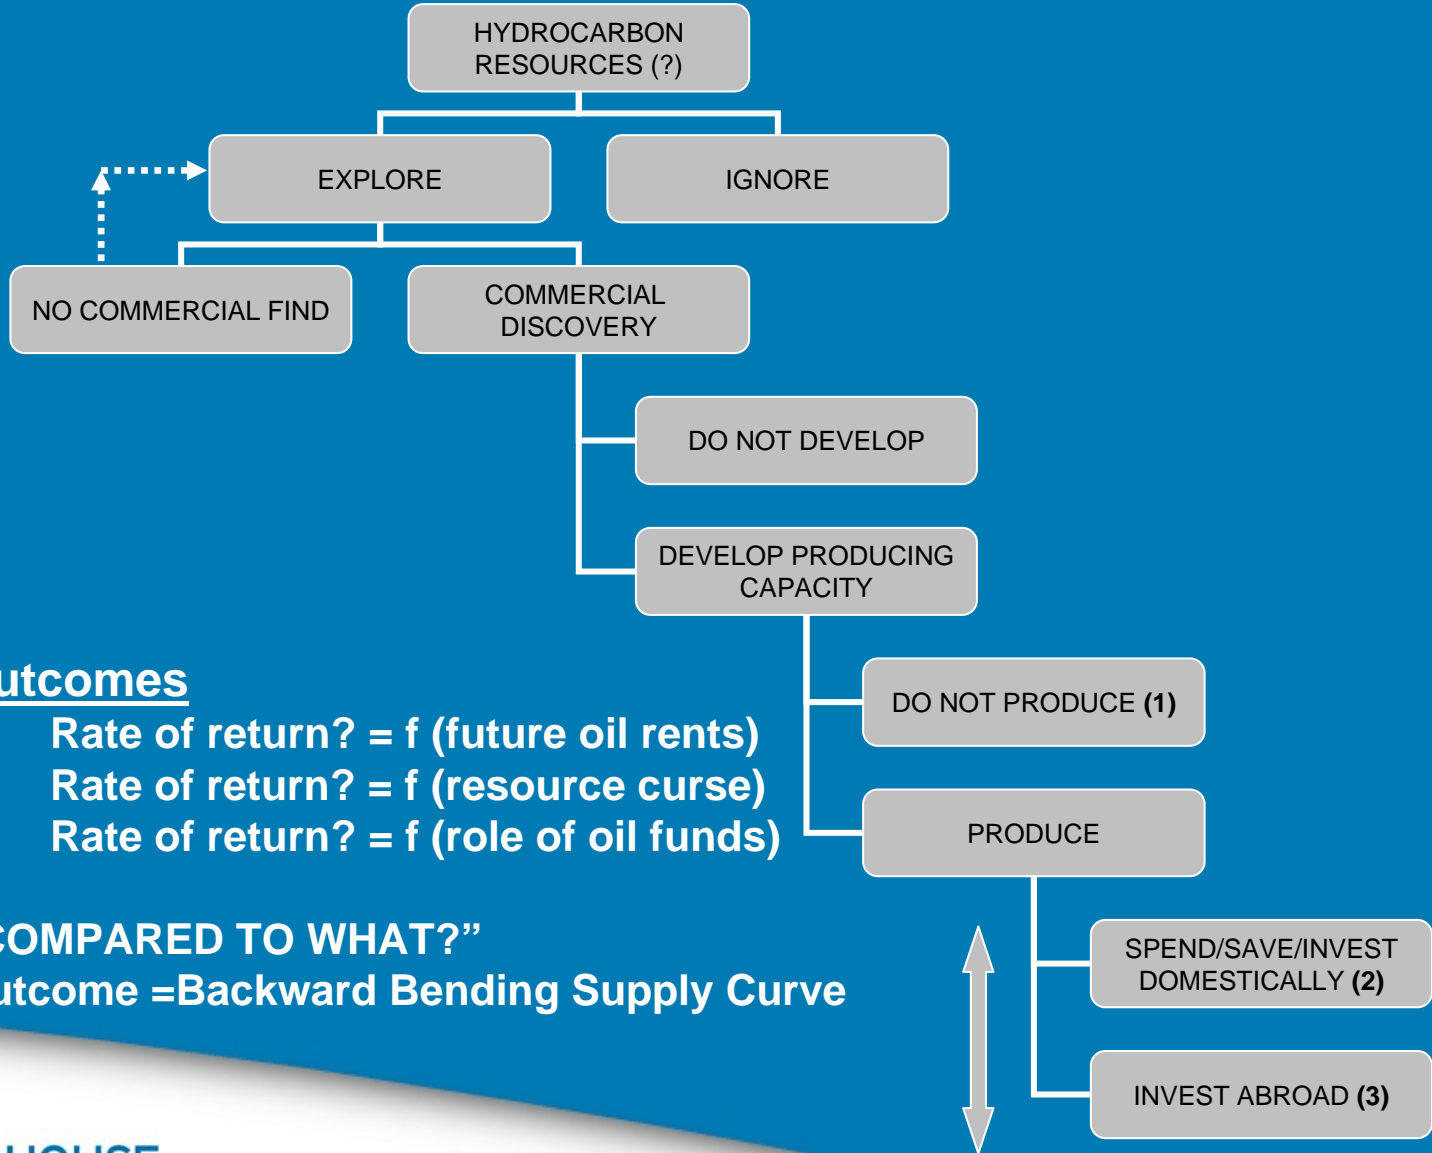 HYDROCARBON
RESOURCES (?)
EXPLORE
IGNORE
NO COMMERCIAL FIND
COMMERCIAL
DISCOVERY
DO NOT DEVELOP
DEVELOP PRODUCING
CAPACITY
DO NOT PRODUCE (1)
PRODUCE
SPEND/SAVE/INVEST
DOMESTICALLY (2)
INVEST ABROAD (3)
utcomes
Rate of return? = f (future oil rents)
Rate of return? = f (resource curse)
Rate of return? = f (role of oil funds)
COMPARED TO WHAT?”
utcome =Backward Bending Supply Curve